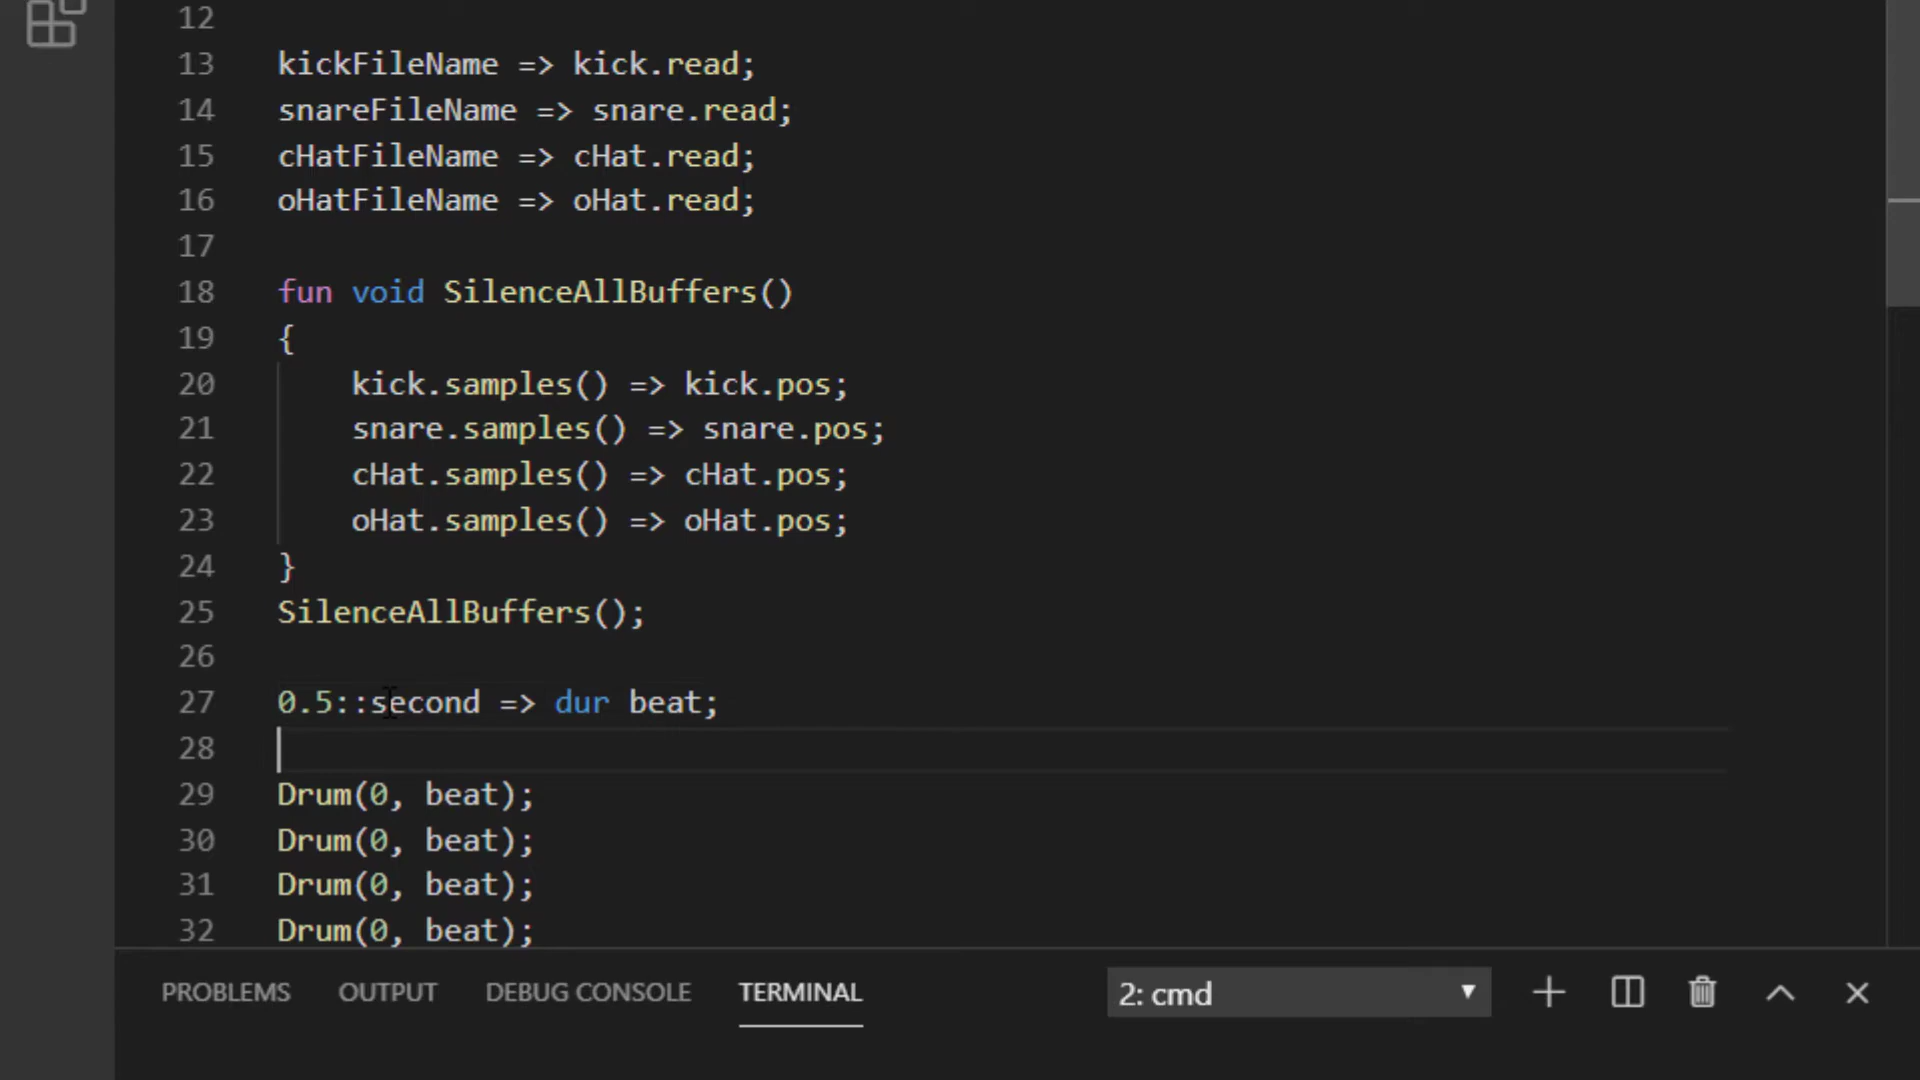 12
13 kickFileName => kick.read;
14 snareFileName => snare.read;
15 cHatFileName => cHat.read;
16 oHatFileName => oHat.read;
17
18 fun void SilenceAllBuffers()
19 {
20 kick.samples() => kick.pos;
21 snare.samples() => snare.pos;
22 cHat.samples() => cHat.pos;
23 oHat.samples() => oHat.pos;
24 }
25 SilenceAllBuffers();
26
27 0.5::second => dur beat;
28
29 Drum(0, beat);
30 Drum(0, beat);
31 Drum(0, beat);
32 Drum(0, beat);
PROBLEMS OUTPUT DEBUG CONSOLE TERMINAL 2: cmd